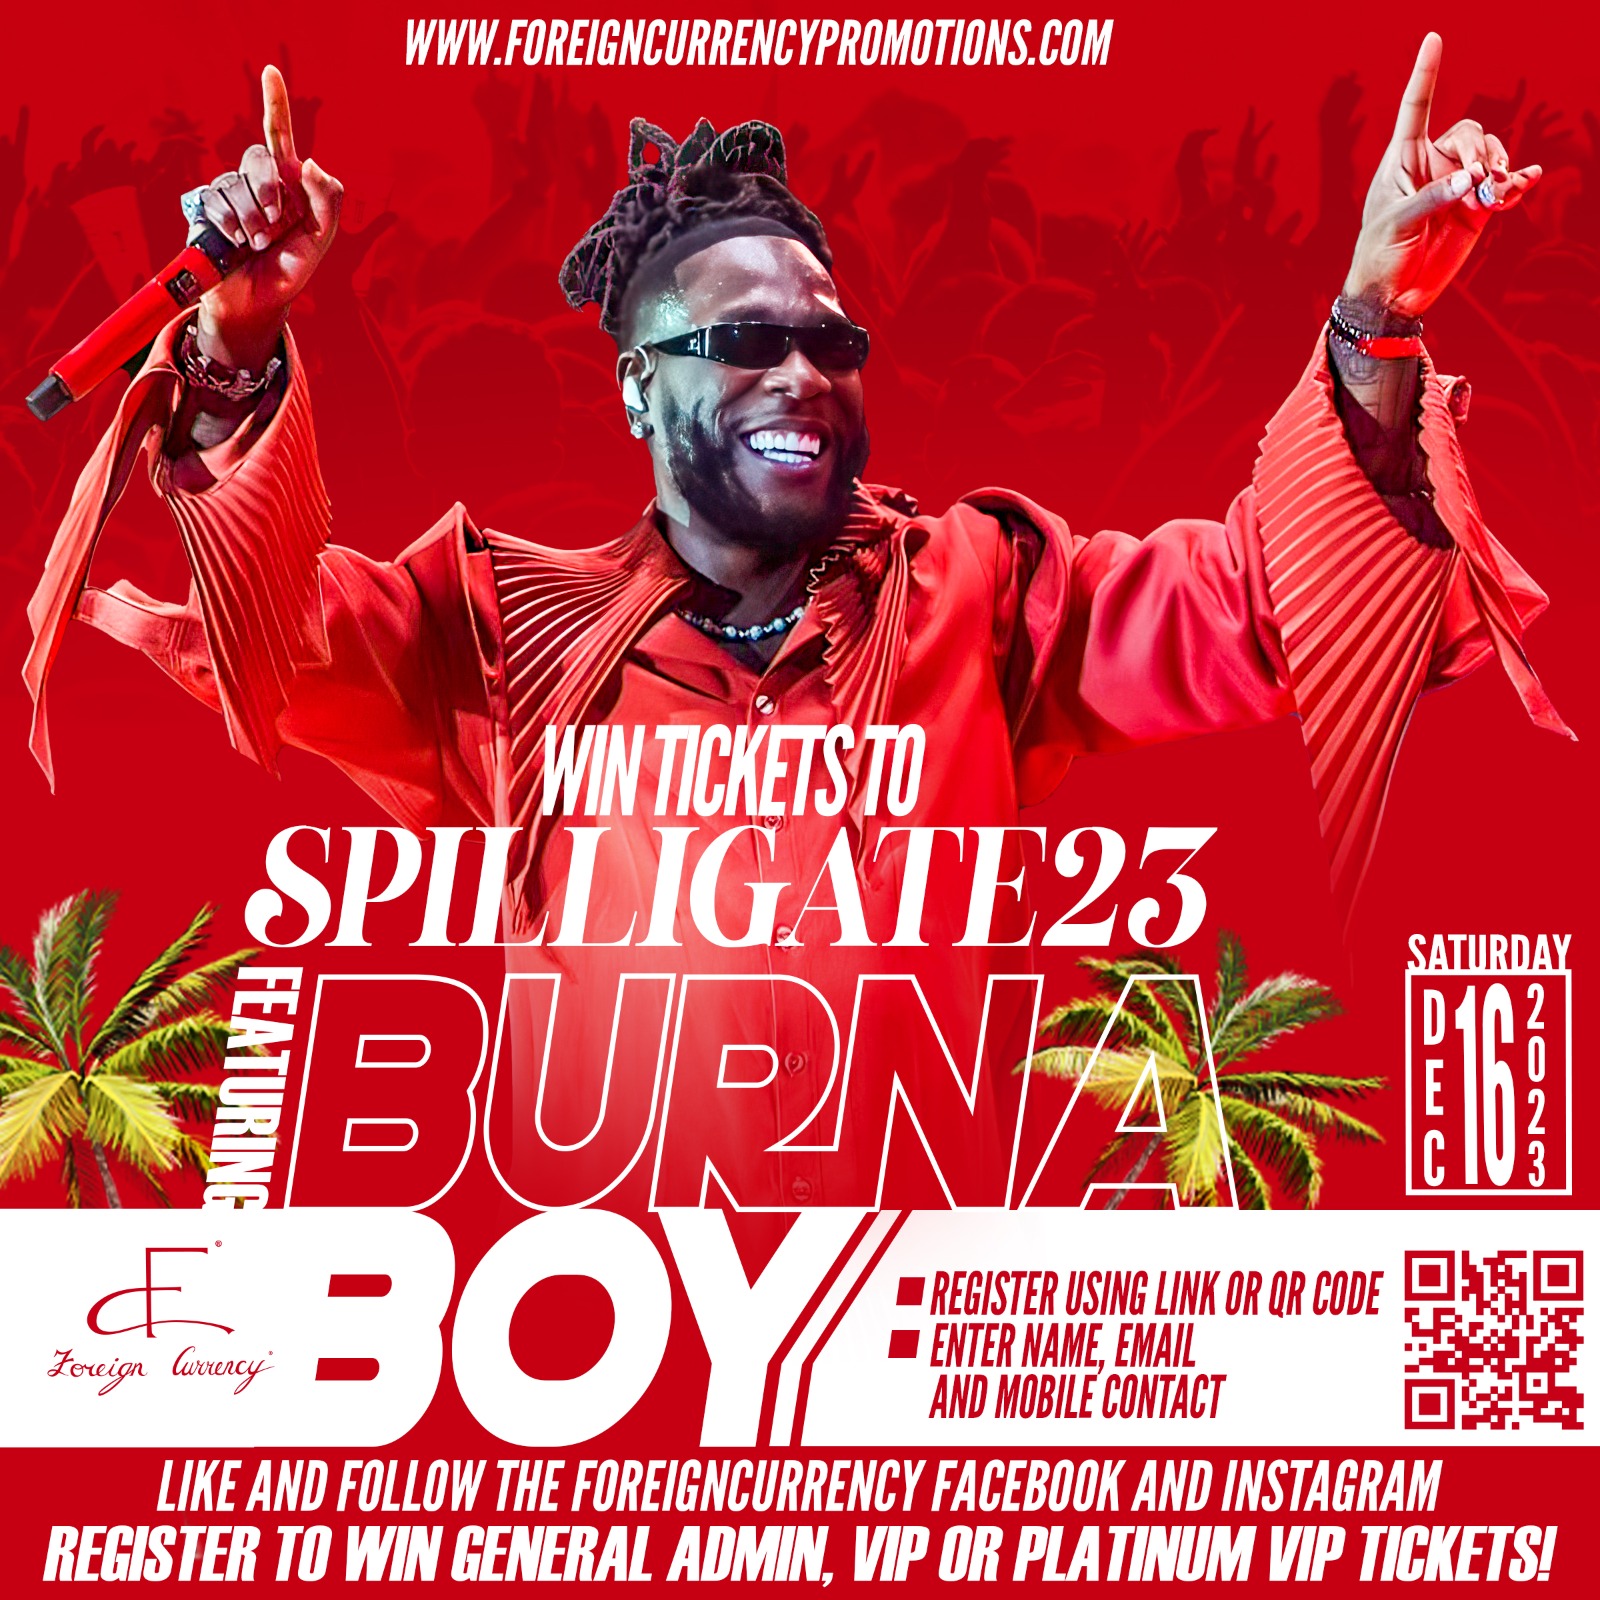 WWW.FOREIGNCURRENCYPROMOTIONS.COM
WIN TICKETS TO
SPILLIGATE23
FEATURING
BURNA
BOY
SATURDAY
DEC
16
2023
F
®
Foreign Currency®
REGISTER USING LINK OR QR CODE
ENTER NAME, EMAIL
AND MOBILE CONTACT
LIKE AND FOLLOW THE FOREIGNCURRENCY FACEBOOK AND INSTAGRAM
REGISTER TO WIN GENERAL ADMIN, VIP OR PLATINUM VIP TICKETS!